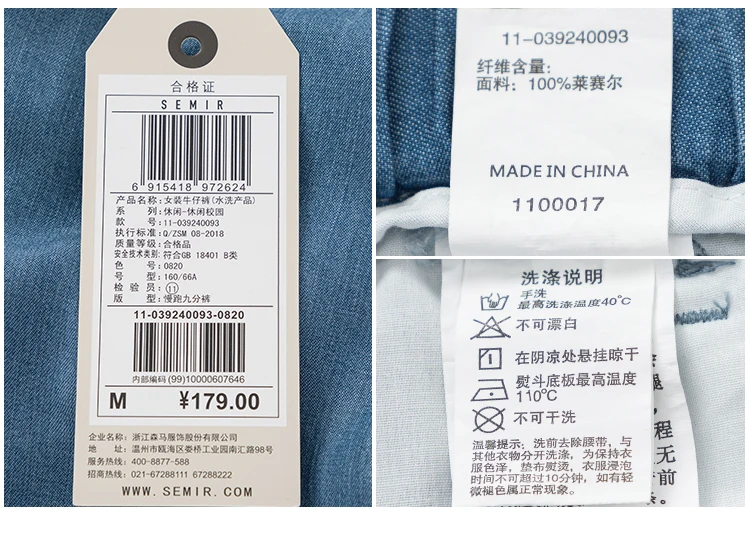 合格证
SEMIR
6 915418 972624
产品名称: 女装牛仔裤(水洗产品)
系 列: 休闲-休闲校园
款 号: 11-039240093
执行标准: Q/ZSM 08-2018
质量等级: 合格品
安全技术类别: 符合GB 18401 B类
色 号: 0820
号 型: 160/66A
检 验 员: ⑪
版 型: 慢跑九分裤
11-039240093-0820
内部编码 (99)10000607646
M ¥179.00
企业名称: 浙江森马服饰股份有限公司
地 址: 温州市瓯海区娄桥工业园南汇路98号
服务热线: 400-8877-588
招商热线: 021-67288111 67288222
WWW.SEMIR.COM
11-039240093
纤维含量:
面料: 100%莱赛尔
MADE IN CHINA
1100017
洗涤说明
手洗
最高洗涤温度40℃
不可漂白
在阴凉处悬挂晾干
熨斗底板最高温度
110℃
不可干洗
温馨提示: 洗前去除腰带, 与
其他衣物分开洗涤, 为保持衣
服色泽, 垫布熨烫, 衣服浸泡
时间不可超过10分钟, 如有轻
微褪色属正常现象。
程
无
前